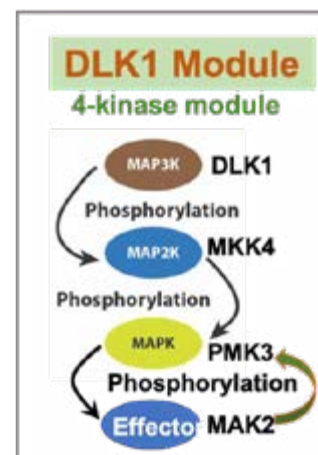 DLK1 Module
4-kinase module
MAP3K DLK1
Phosphorylation
MAP2K MKK4
Phosphorylation
MAPK PMK3
Phosphorylation
Effector MAK2